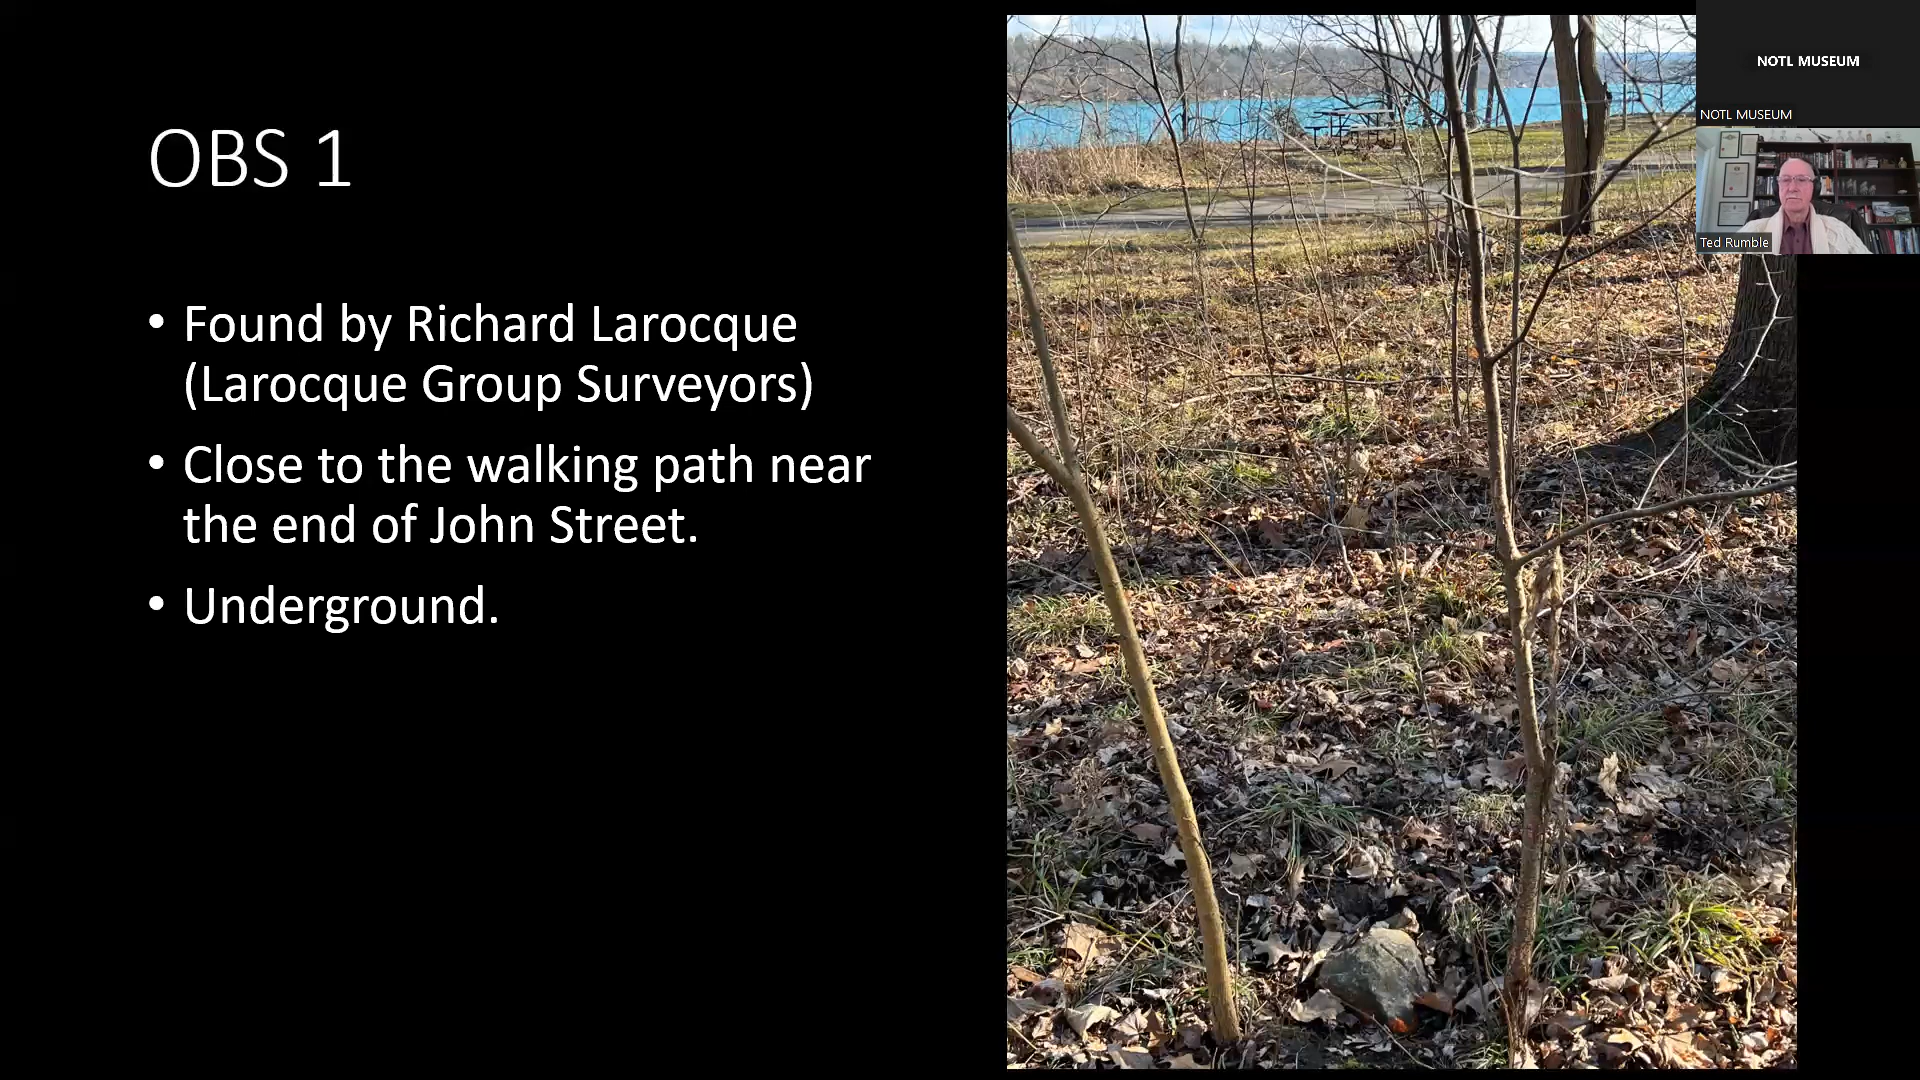 OBS 1
• Found by Richard Larocque
(Larocque Group Surveyors)
• Close to the walking path near
the end of John Street.
• Underground.
NOTL MUSEUM
NOTL MUSEUM
Ted Rumble